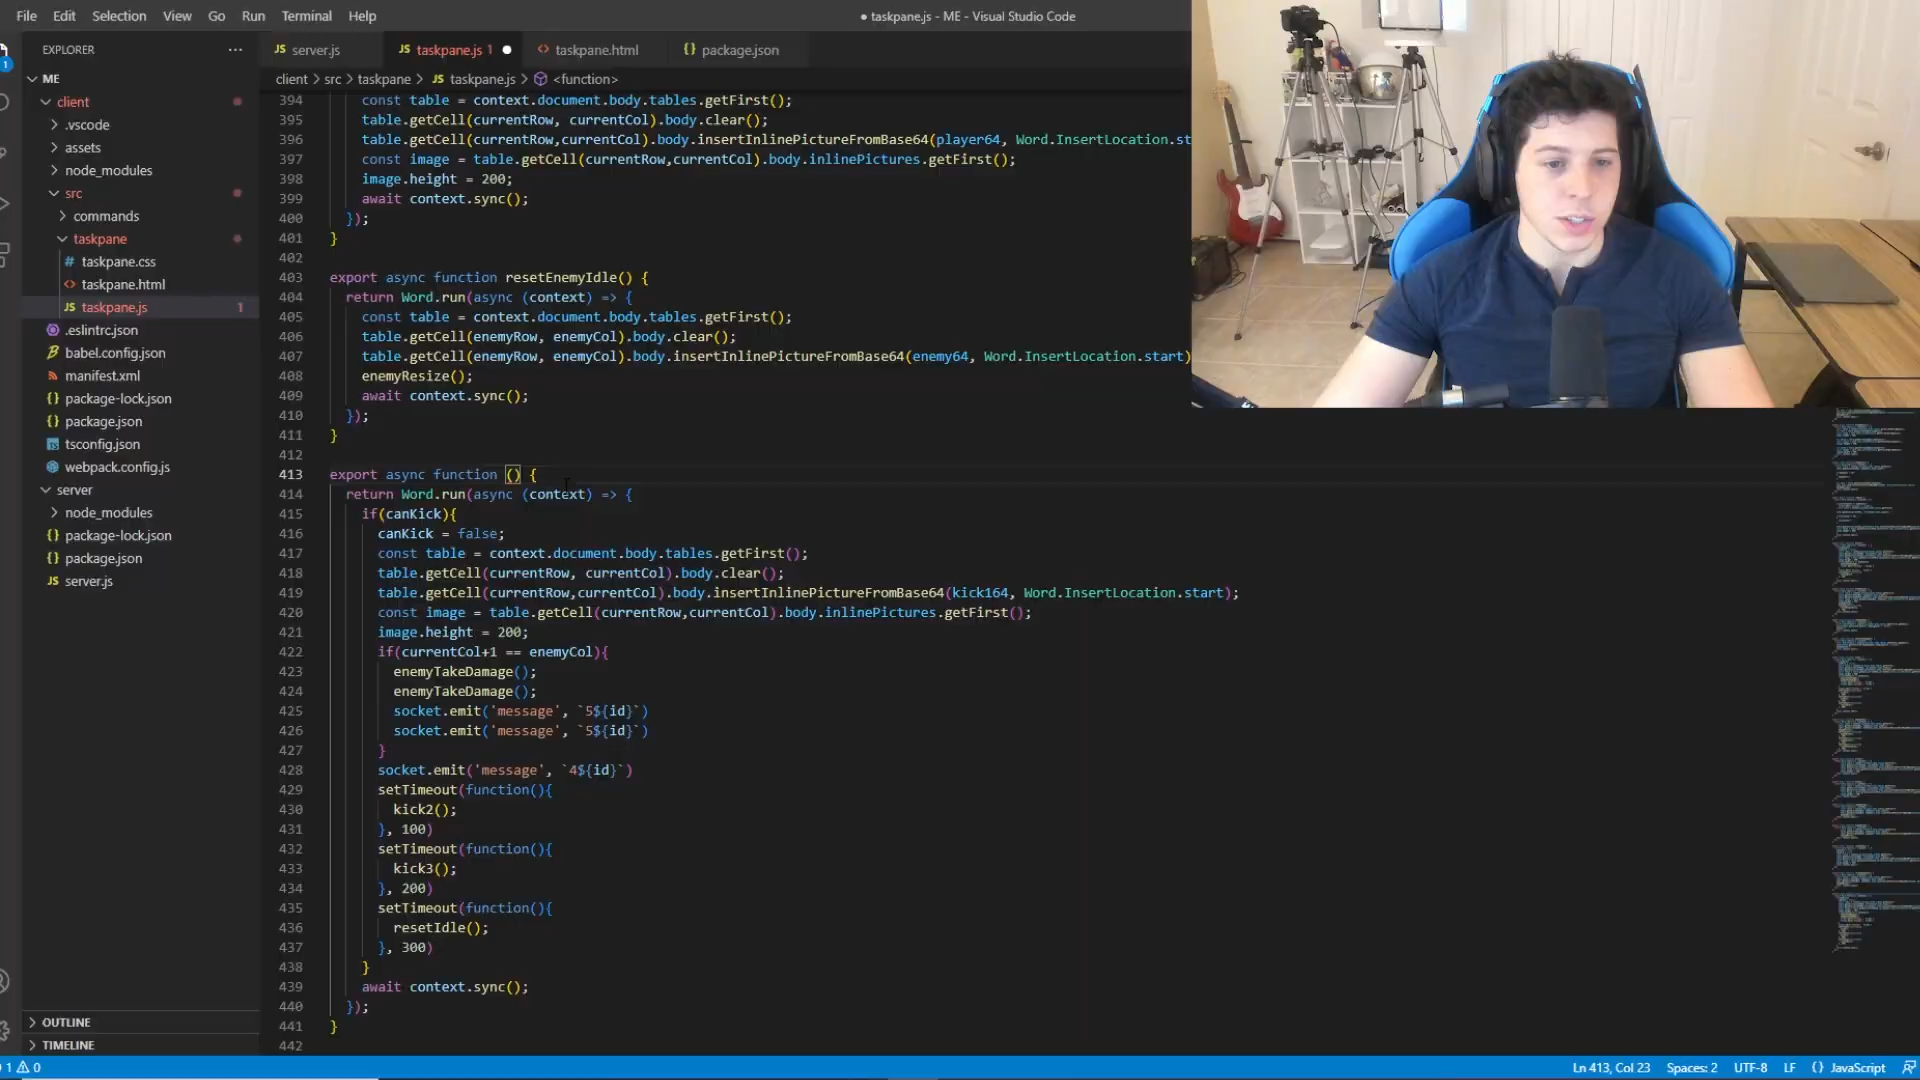 File Edit Selection View Go Run Terminal Help
● taskpane.js - ME - Visual Studio Code
EXPLORER ···
JS server.js
JS taskpane.js 1 ●
<> taskpane.html
{} package.json
client > src > taskpane > JS taskpane.js > <function>
1
ME
client
.vscode
assets
node_modules
src
commands
taskpane
# taskpane.css
<> taskpane.html
JS taskpane.js 1
.eslintrc.json
babel.config.json
manifest.xml
{} package-lock.json
{} package.json
tsconfig.json
webpack.config.js
server
node_modules
{} package-lock.json
{} package.json
JS server.js
OUTLINE
TIMELINE
394 const table = context.document.body.tables.getFirst();
395 table.getCell(currentRow, currentCol).body.clear();
396 table.getCell(currentRow,currentCol).body.insertInlinePictureFromBase64(player64, Word.InsertLocation.st
397 const image = table.getCell(currentRow,currentCol).body.inlinePictures.getFirst();
398 image.height = 200;
399 await context.sync();
400 });
401 }
402
403 export async function resetEnemyIdle() {
404 return Word.run(async (context) => {
405 const table = context.document.body.tables.getFirst();
406 table.getCell(enemyRow, enemyCol).body.clear();
407 table.getCell(enemyRow, enemyCol).body.insertInlinePictureFromBase64(enemy64, Word.InsertLocation.start)
408 enemyResize();
409 await context.sync();
410 });
411 }
412
413 export async function () {
414 return Word.run(async (context) => {
415 if(canKick){
416 canKick = false;
417 const table = context.document.body.tables.getFirst();
418 table.getCell(currentRow, currentCol).body.clear();
419 table.getCell(currentRow,currentCol).body.insertInlinePictureFromBase64(kick164, Word.InsertLocation.start);
420 const image = table.getCell(currentRow,currentCol).body.inlinePictures.getFirst();
421 image.height = 200;
422 if(currentCol+1 == enemyCol){
423 enemyTakeDamage();
424 enemyTakeDamage();
425 socket.emit('message', `5${id}`)
426 socket.emit('message', `5${id}`)
427 }
428 socket.emit('message', `4${id}`)
429 setTimeout(function(){
430 kick2();
431 }, 100)
432 setTimeout(function(){
433 kick3();
434 }, 200)
435 setTimeout(function(){
436 resetIdle();
437 }, 300)
438 }
439 await context.sync();
440 });
441 }
442
1 0
Ln 413, Col 23 Spaces: 2 UTF-8 LF {} JavaScript